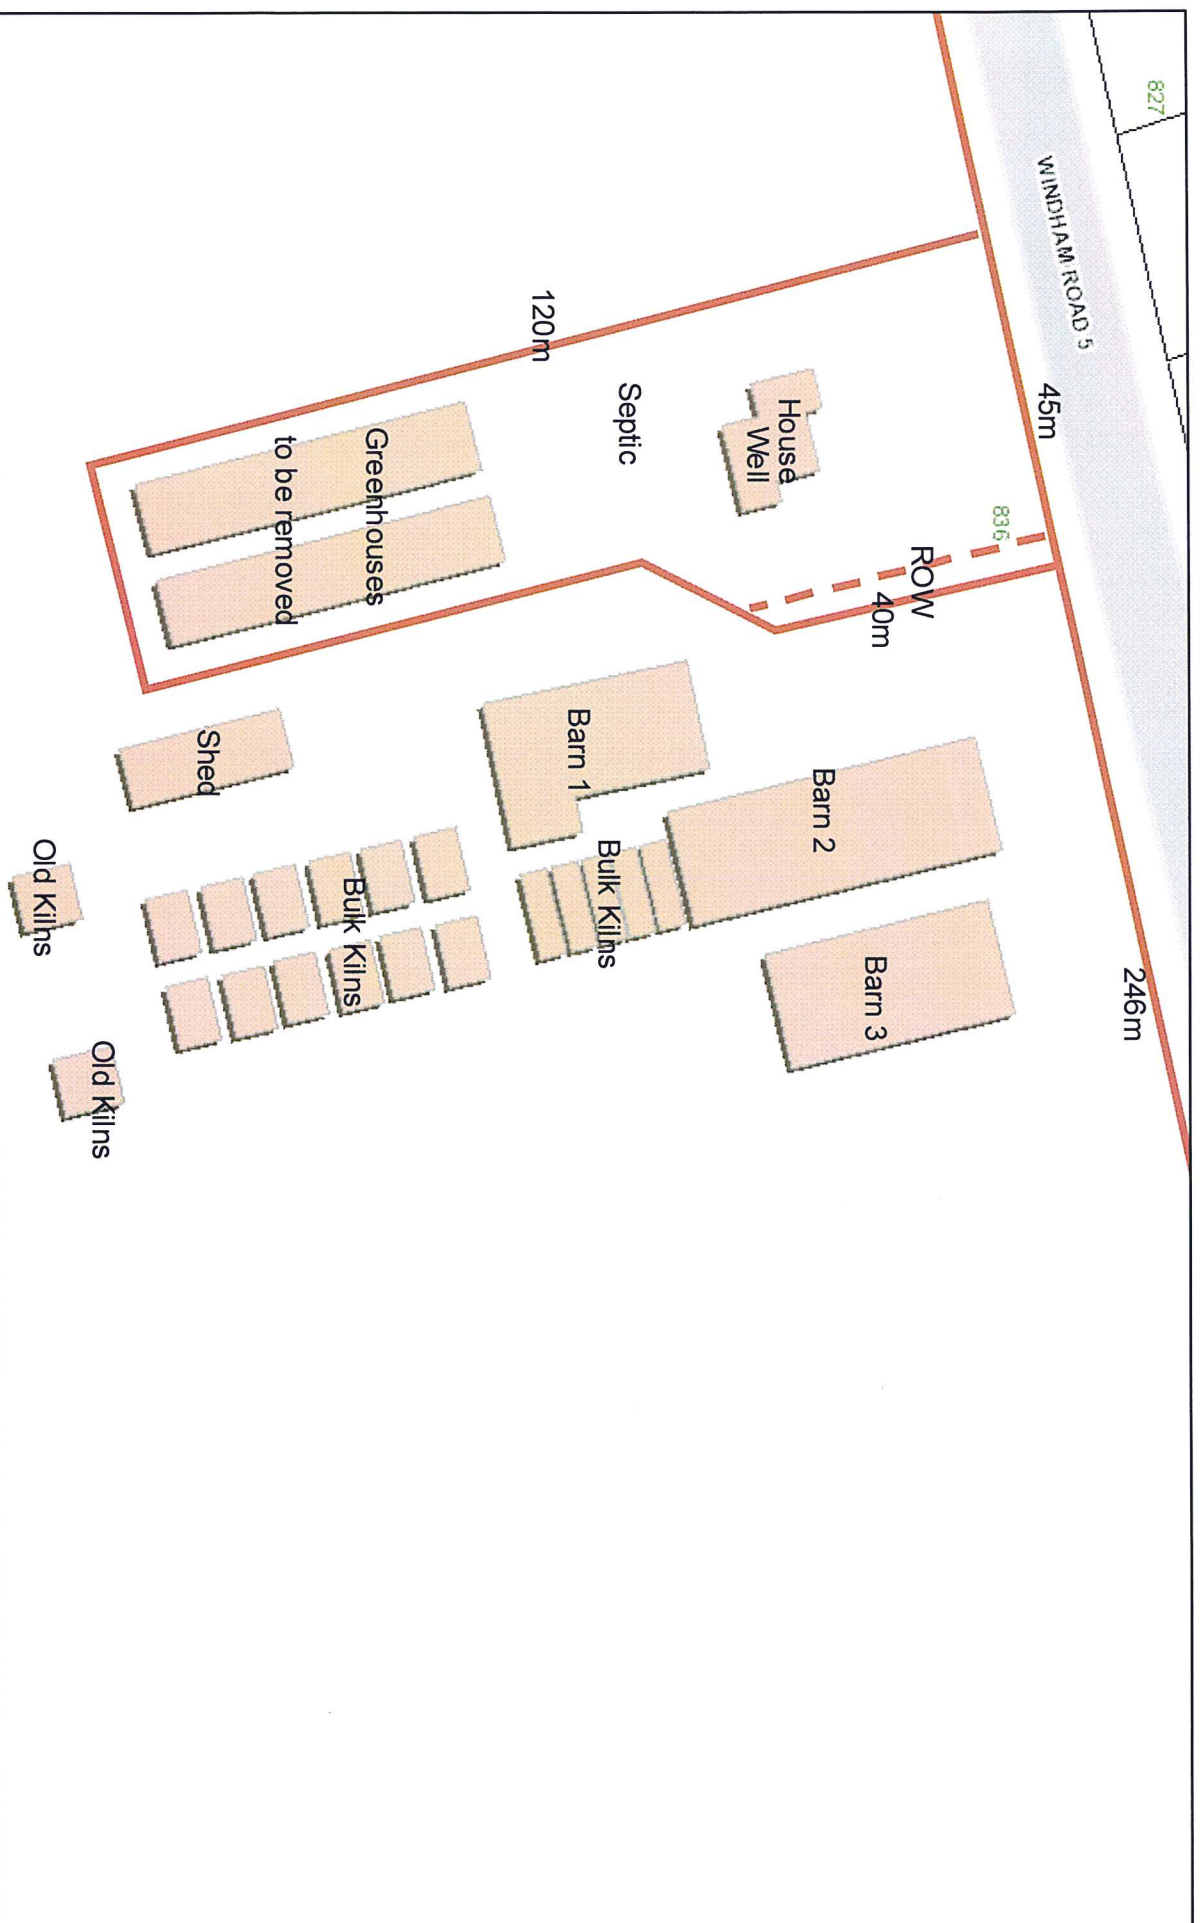 827
WINDHAM ROAD 5
45m
246m
836
ROW
40m
House
Well
Septic
120m
Greenhouses
to be removed
Barn 1
Barn 2
Barn 3
Bulk Kilns
Bulk Kilns
Shed
Old Kilns
Old Kilns